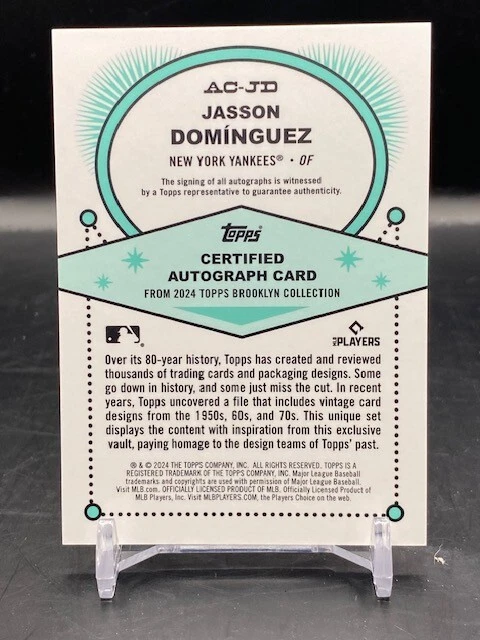 AC-JD
JASSON
DOMÍNGUEZ
NEW YORK YANKEES® • OF
The signing of all autographs is witnessed
by a Topps representative to guarantee authenticity.
topps®
CERTIFIED
AUTOGRAPH CARD
FROM 2024 TOPPS BROOKLYN COLLECTION
MLB PLAYERS
Over its 80-year history, Topps has created and reviewed
thousands of trading cards and packaging designs. Some
go down in history, and some just miss the cut. In recent
years, Topps uncovered a file that includes vintage card
designs from the 1950s, 60s, and 70s. This unique set
displays the content with inspiration from this exclusive
vault, paying homage to the design teams of Topps' past.
® & © 2024 THE TOPPS COMPANY, INC. ALL RIGHTS RESERVED. TOPPS IS A
REGISTERED TRADEMARK OF THE TOPPS COMPANY, INC. Major League Baseball
trademarks and copyrights are used with permission of Major League Baseball.
Visit MLB.com. OFFICIALLY LICENSED PRODUCT OF MLB. Officially Licensed Product of
MLB Players, Inc. Visit MLBPLAYERS.COM, the Players Choice on the web.